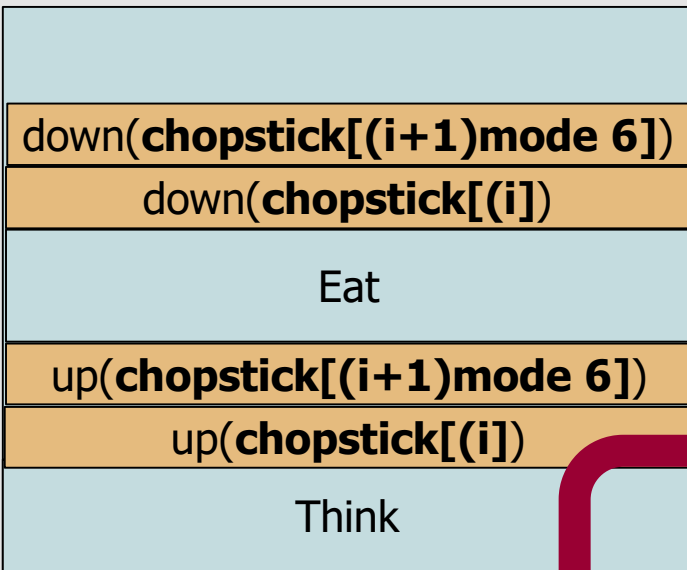 down(chopstick[(i+1)mode 6])
down(chopstick[(i])
Eat
up(chopstick[(i+1)mode 6])
up(chopstick[(i])
Think